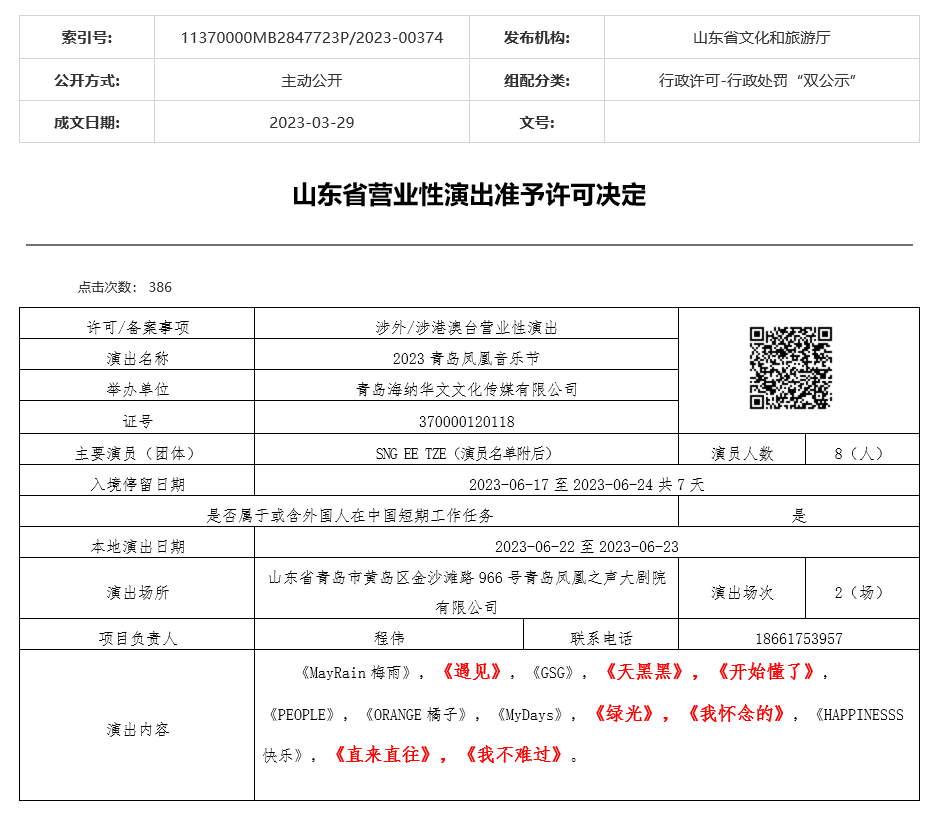 索引号: 11370000MB2847723P/2023-00374 发布机构: 山东省文化和旅游厅
公开方式: 主动公开 组配分类: 行政许可-行政处罚“双公示”
成文日期: 2023-03-29 文号:
山东省营业性演出准予许可决定
点击次数： 386
许可/备案事项 涉外/涉港澳台营业性演出
演出名称 2023 青岛凤凰音乐节
举办单位 青岛海纳华文文化传媒有限公司
证号 370000120118
主要演员（团体） SNG EE TZE（演员名单附后） 演员人数 8（人）
入境停留日期 2023-06-17 至 2023-06-24 共 7 天
是否属于或含外国人在中国短期工作任务 是
本地演出日期 2023-06-22 至 2023-06-23
演出场所 山东省青岛市黄岛区金沙滩路 966 号青岛凤凰之声大剧院
有限公司 演出场次 2（场）
项目负责人 程伟 联系电话 18661753957
演出内容 《MayRain 梅雨》，《遇见》，《GSG》，《天黑黑》，《开始懂了》，
《PEOPLE》，《ORANGE 橘子》，《MyDays》，《绿光》，《我怀念的》，《HAPPINESSS
快乐》，《直来直往》，《我不难过》。